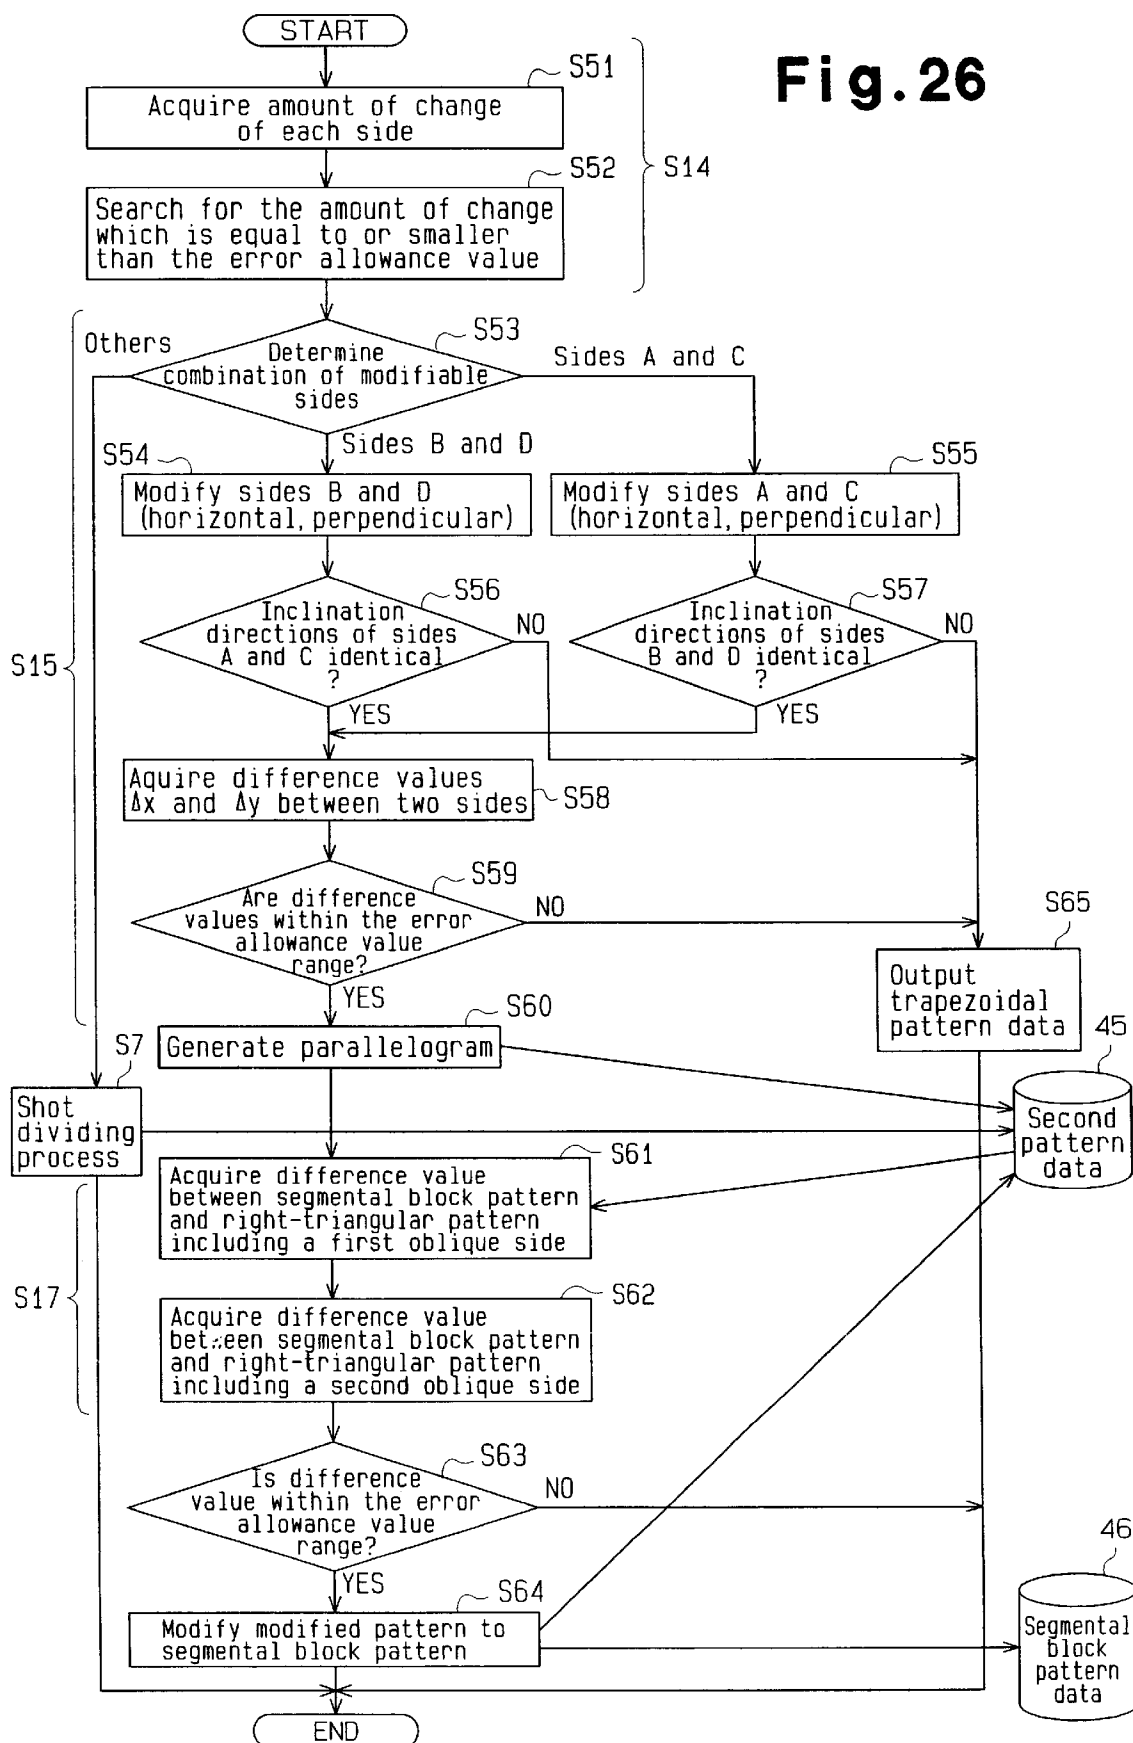 START
Fig.26
S51
Acquire amount of change
of each side
S52
S14
Search for the amount of change
which is equal to or smaller
than the error allowance value
Others
S53
Determine
combination of modifiable
sides
Sides A and C
Sides B and D
S54
S55
Modify sides B and D
(horizontal, perpendicular)
Modify sides A and C
(horizontal, perpendicular)
S56
Inclination
directions of sides
A and C identical
?
NO
S57
Inclination
directions of sides
B and D identical
?
NO
S15
YES
YES
Aquire difference values
Δx and Δy between two sides
S58
S59
Are difference
values within the error
allowance value
range?
NO
S65
Output
trapezoidal
pattern data
YES
S60
Generate parallelogram
S7
Shot
dividing
process
45
Second
pattern
data
S61
Acquire difference value
between segmental block pattern
and right-triangular pattern
including a first oblique side
S17
S62
Acquire difference value
between segmental block pattern
and right-triangular pattern
including a second oblique side
S63
Is difference
value within the error
allowance value
range?
NO
YES
S64
Modify modified pattern to
segmental block pattern
46
Segmental
block
pattern
data
END